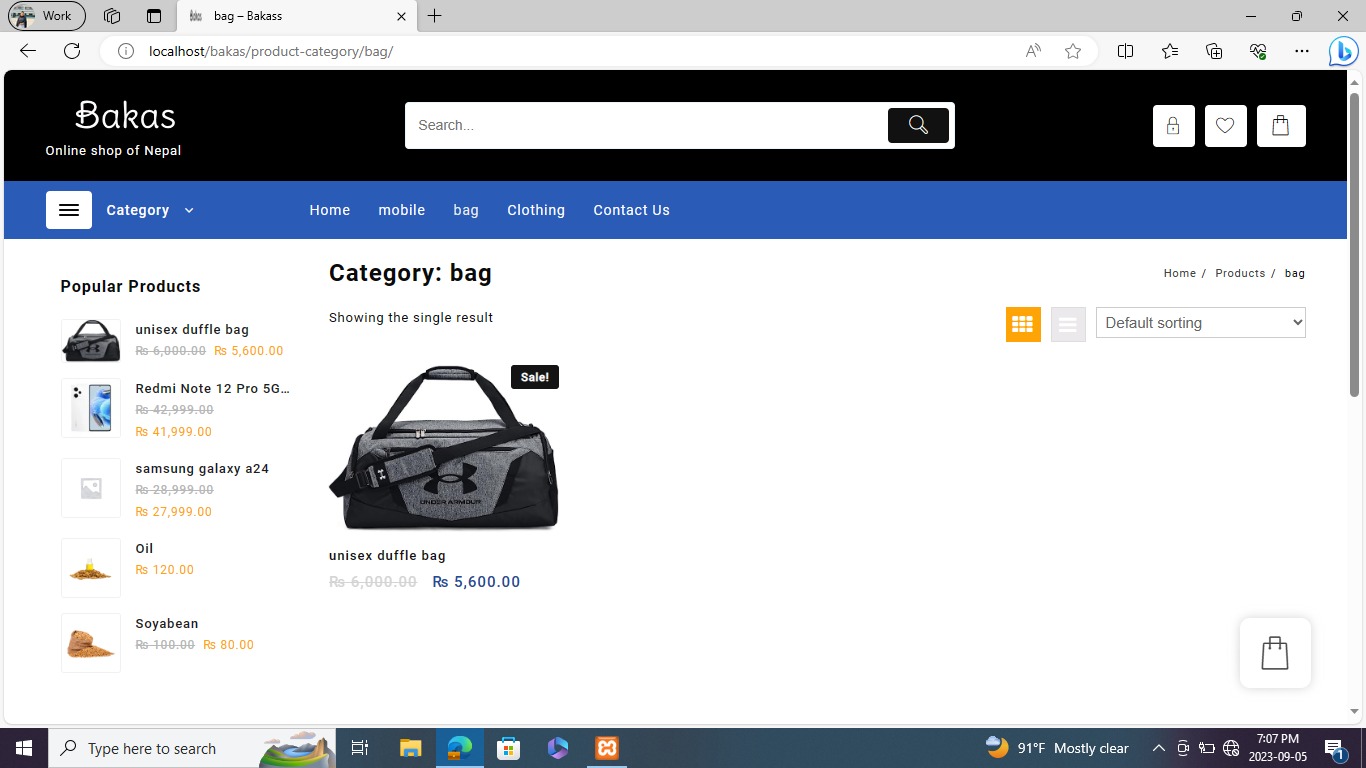 Work
bag – Bakass
localhost/bakas/product-category/bag/
Bakas
Online shop of Nepal
Search...
Category
Home
mobile
bag
Clothing
Contact Us
Popular Products
unisex duffle bag
₨ 6,000.00 ₨ 5,600.00
Redmi Note 12 Pro 5G...
₨ 42,999.00
₨ 41,999.00
samsung galaxy a24
₨ 28,999.00
₨ 27,999.00
Oil
₨ 120.00
Soyabean
₨ 100.00 ₨ 80.00
Category: bag
Home / Products / bag
Showing the single result
Default sorting
Sale!
UNDER ARMOUR
unisex duffle bag
₨ 6,000.00 ₨ 5,600.00
Type here to search
91°F Mostly clear
7:07 PM
2023-09-05
1